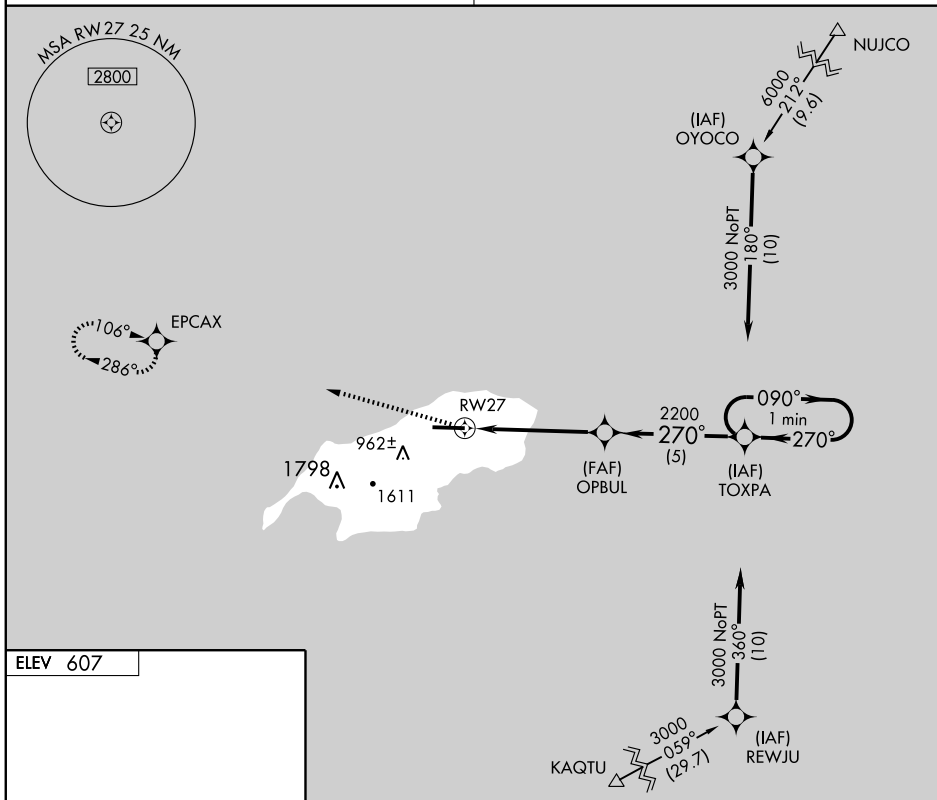 MSA RW27 25 NM
2800
NUJCO
6000
212°
(9.6)
(IAF)
OYOCO
3000 NoPT
180°
(10)
EPCAX
106°
286°
RW27
962±
1798
1611
2200
270°
(5)
(FAF)
OPBUL
090°
1 min
270°
(IAF)
TOXPA
3000 NoPT
360°
(10)
ELEV 607
3000
059°
(29.7)
KAQTU
(IAF)
REWJU